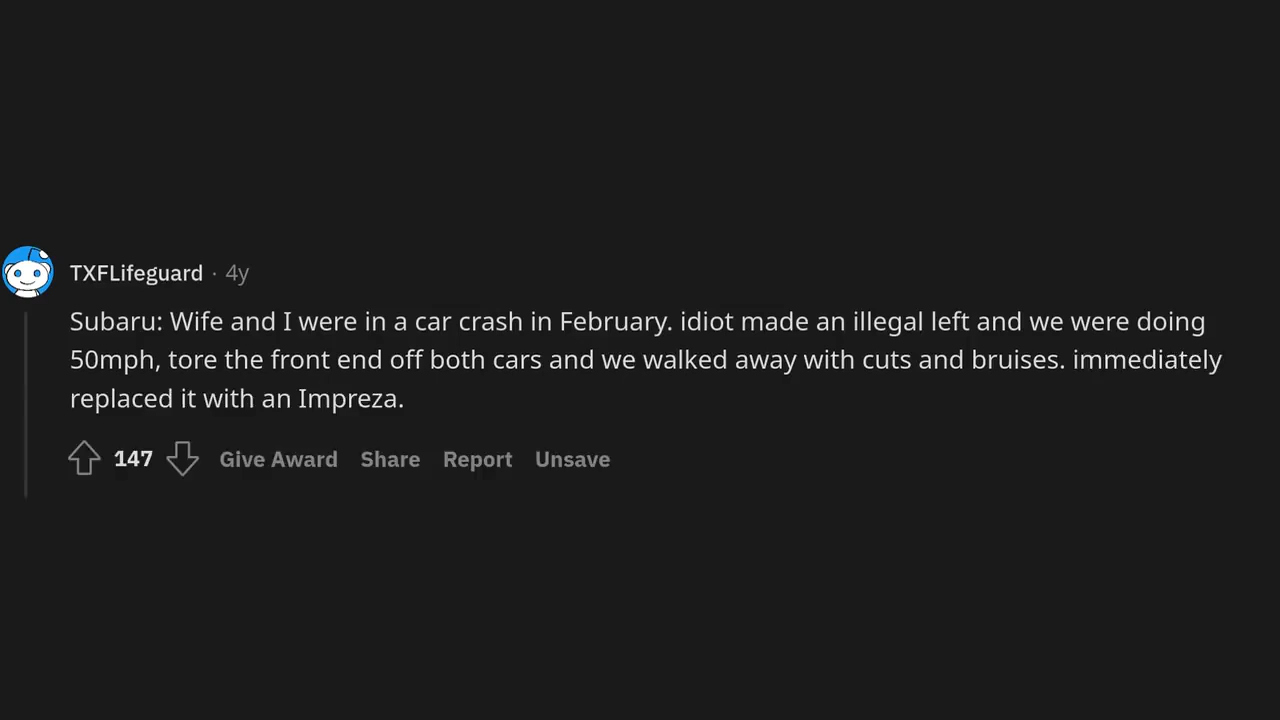 TXFLifeguard · 4y
Subaru: Wife and I were in a car crash in February. idiot made an illegal left and we were doing
50mph, tore the front end off both cars and we walked away with cuts and bruises. immediately
replaced it with an Impreza.
147 Give Award Share Report Unsave